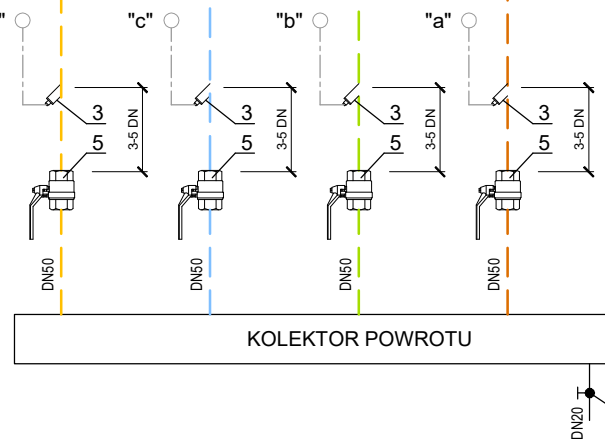 "
"c"
"b"
"a"
3
3-5 DN
3
3-5 DN
3
3-5 DN
3
3-5 DN
5
5
5
5
DN50
DN50
DN50
DN50
KOLEKTOR POWROTU
DN20